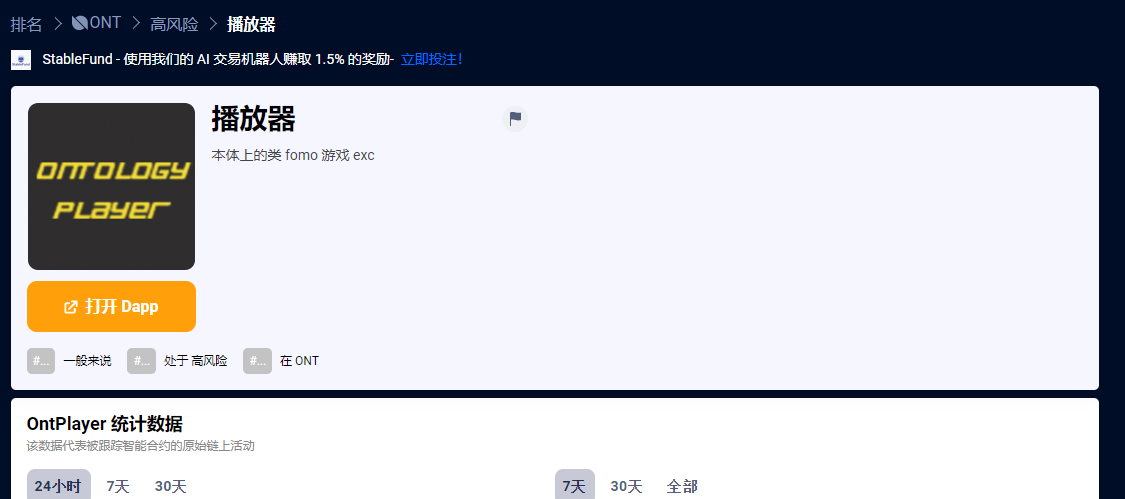 排名 > ONT > 高风险 > 播放器
StableFund - 使用我们的 AI 交易机器人赚取 1.5% 的奖励- 立即投注!
播放器
本体上的类 fomo 游戏 exc
ONTOLOGY
PLAYER
打开 Dapp
#... 一般来说 #... 处于 高风险 #... 在 ONT
OntPlayer 统计数据
该数据代表被跟踪智能合约的原始链上活动
24小时 7天 30天 7天 30天 全部